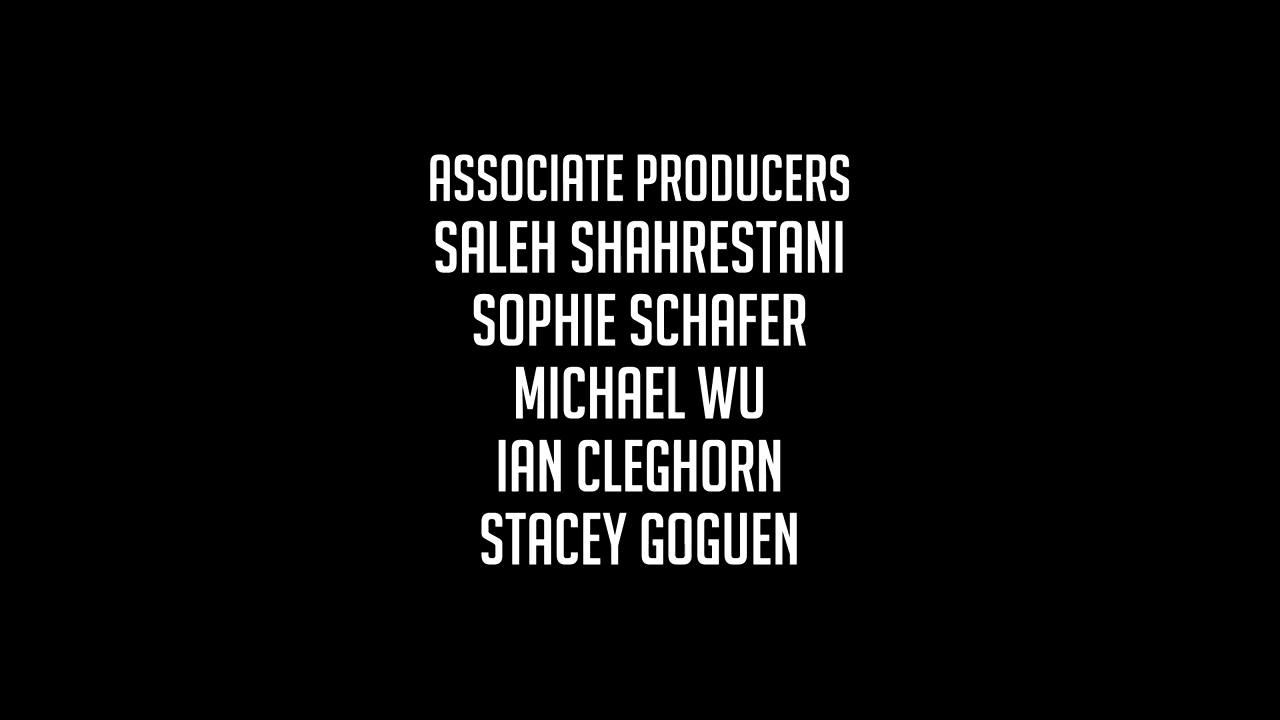 ASSOCIATE PRODUCERS
SALEH SHAHRESTANI
SOPHIE SCHAFER
MICHAEL WU
IAN CLEGHORN
STACEY GOGUEN